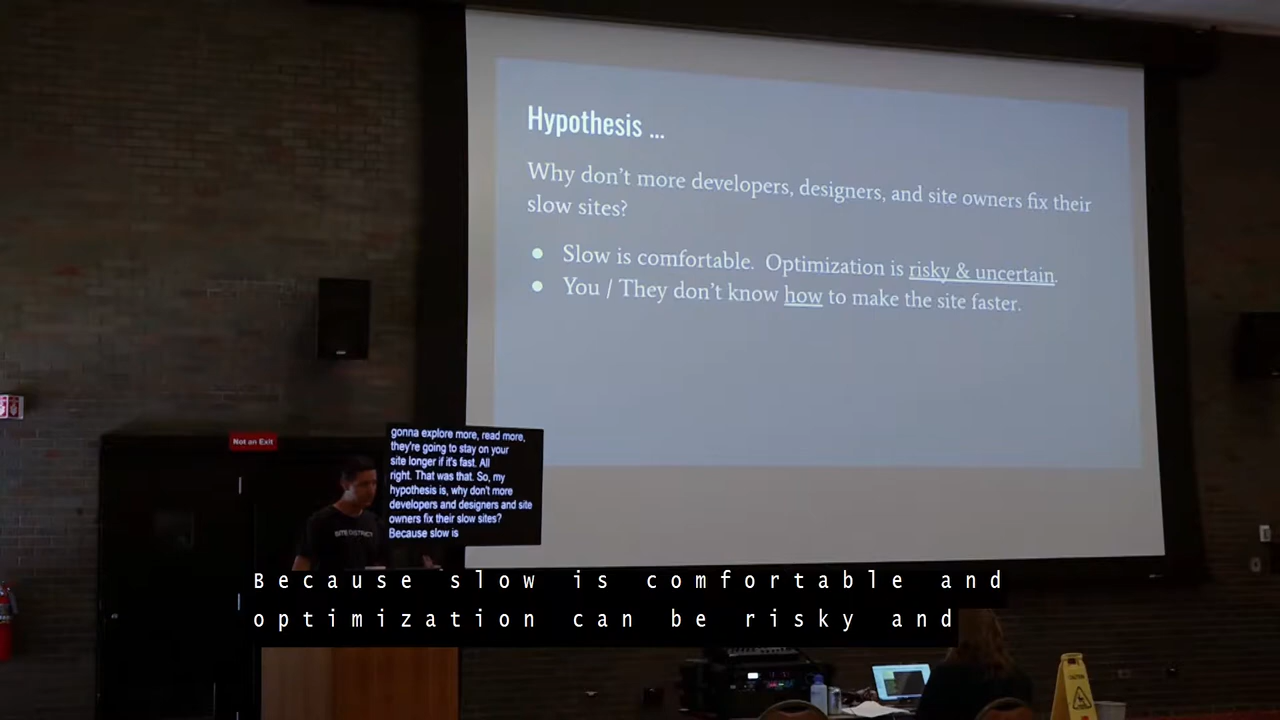 Hypothesis ...
Why don't more developers, designers, and site owners fix their
slow sites?
● Slow is comfortable. Optimization is risky & uncertain.
● You / They don't know how to make the site faster.
Not an Exit
gonna explore more, read more,
they're going to stay on your
site longer if it's fast. All
right. That was that. So, my
hypothesis is, why don't more
developers and designers and site
owners fix their slow sites?
Because slow is
SITE DISTRICT
Because slow is comfortable and
optimization can be risky and
CAUTION